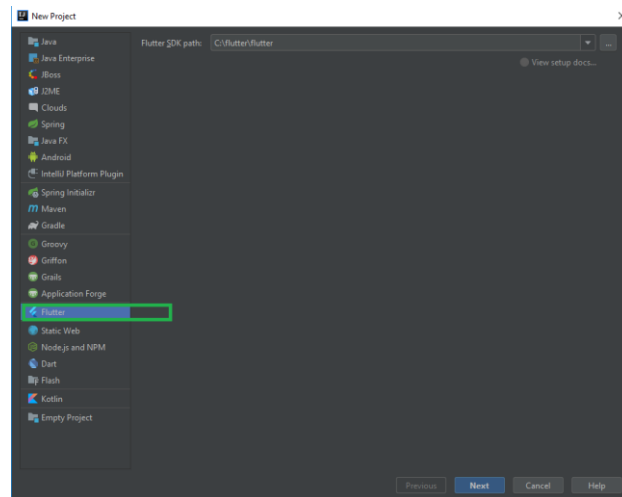 New Project
Java
Flutter SDK path: C:\flutter\flutter
Java Enterprise
View setup docs...
JBoss
J2ME
Clouds
Spring
Java FX
Android
IntelliJ Platform Plugin
Spring Initializr
Maven
Gradle
Groovy
Griffon
Grails
Application Forge
Flutter
Static Web
Node.js and NPM
Dart
Flash
Kotlin
Empty Project
Previous Next Cancel Help